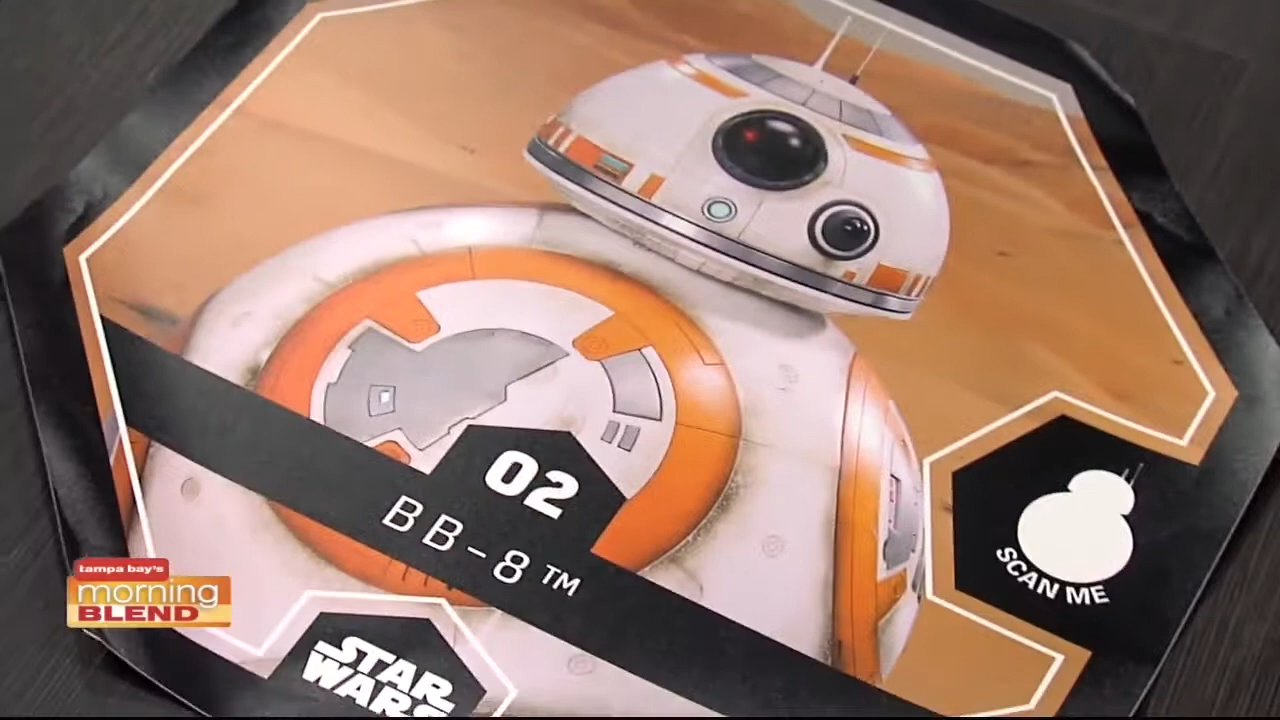 02
BB-8™
SCAN ME
tampa bay's
morning
BLEND
STAR
WARS